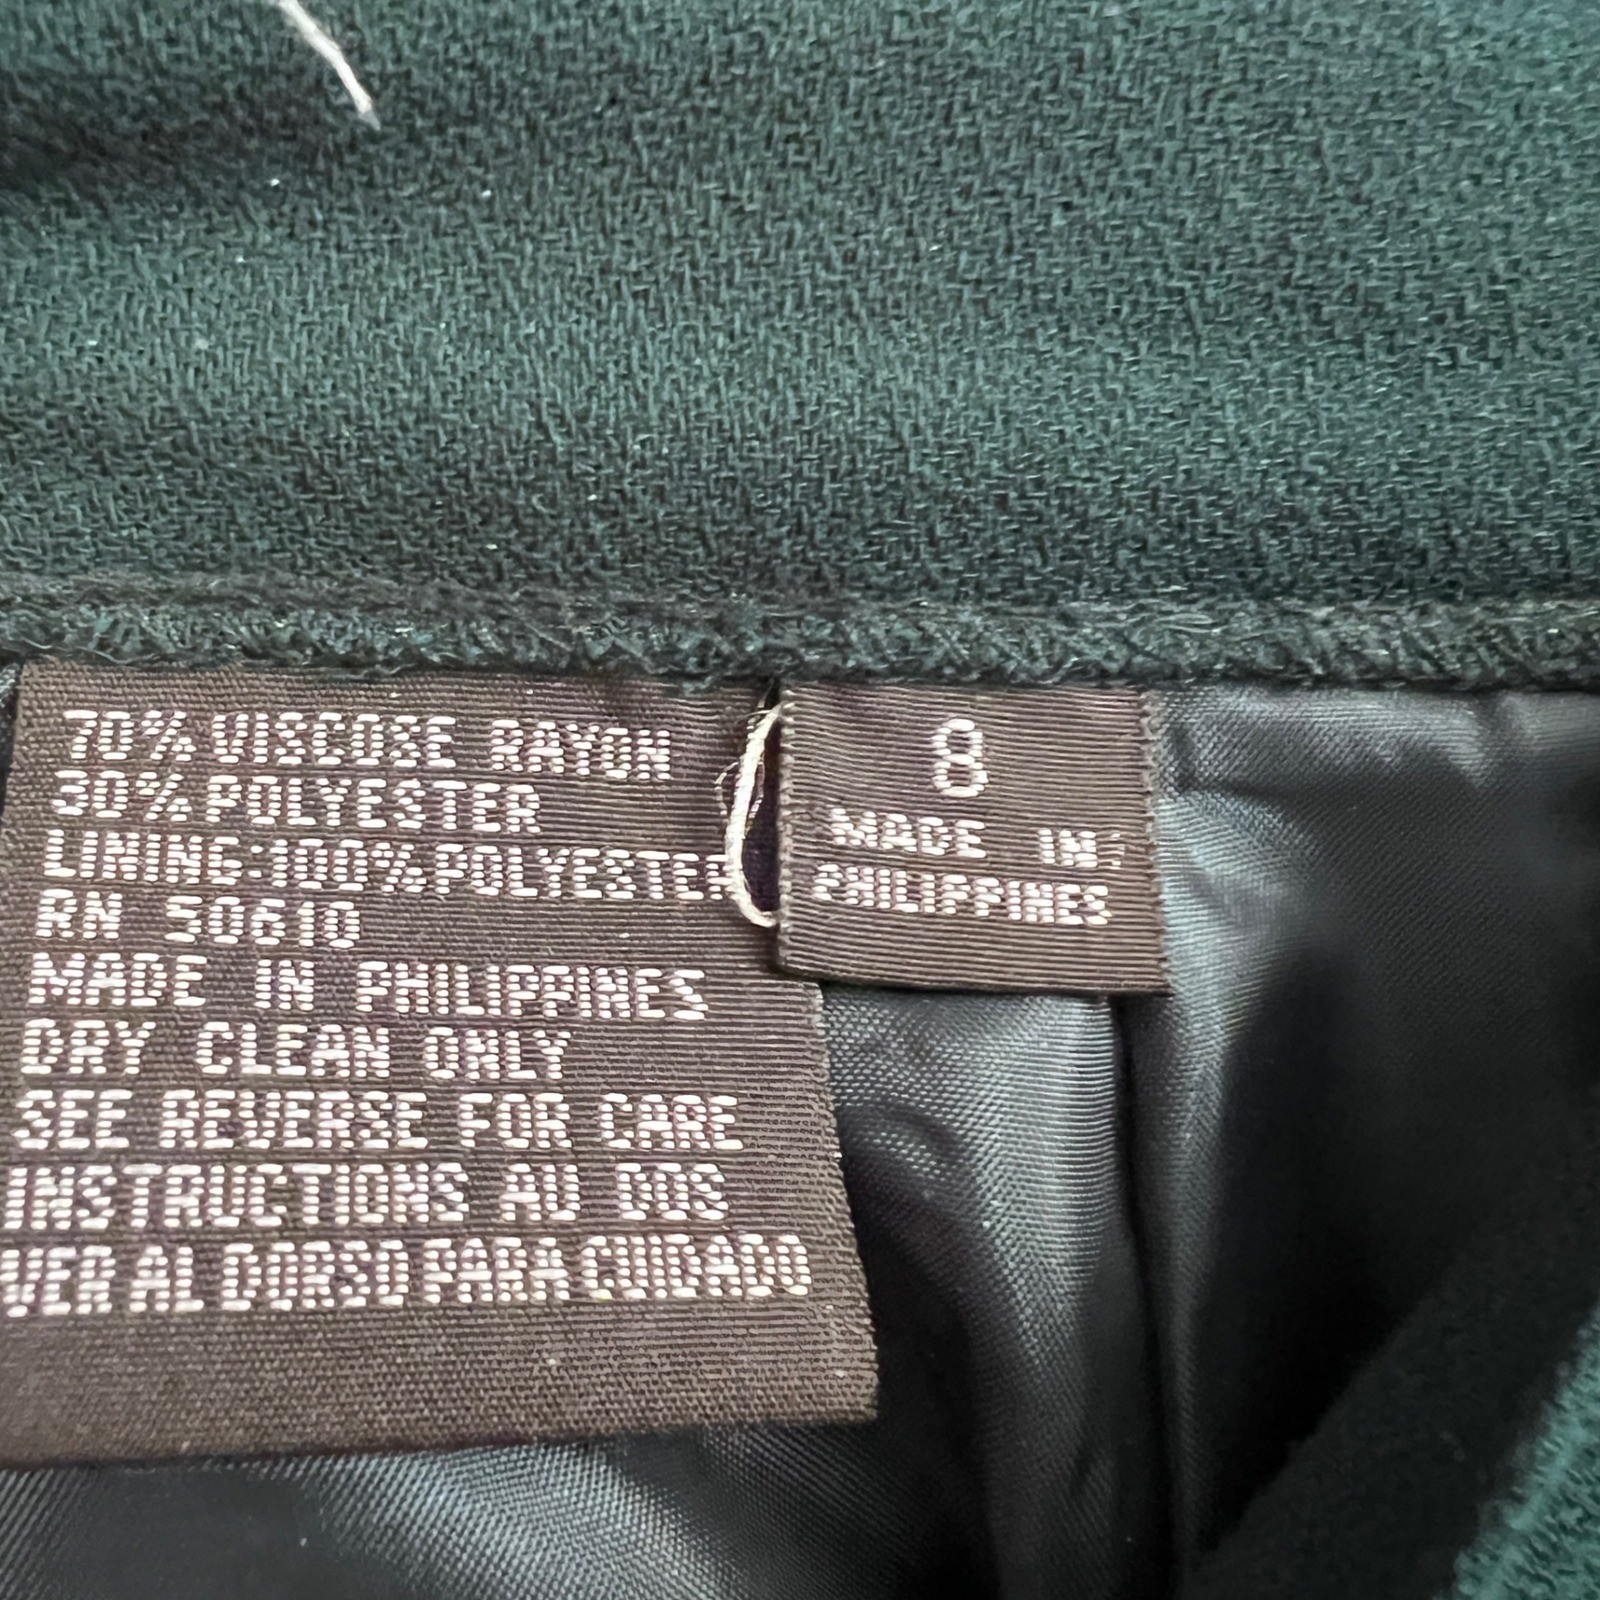 70% VISCOSE RAYON
30% POLYESTER
LINING:100% POLYESTER
RN 50610
MADE IN PHILIPPINES
DRY CLEAN ONLY
SEE REVERSE FOR CARE
INSTRUCTIONS AU DOS
VER AL DORSO PARA CUIDADO
8
MADE IN:
PHILIPPINES